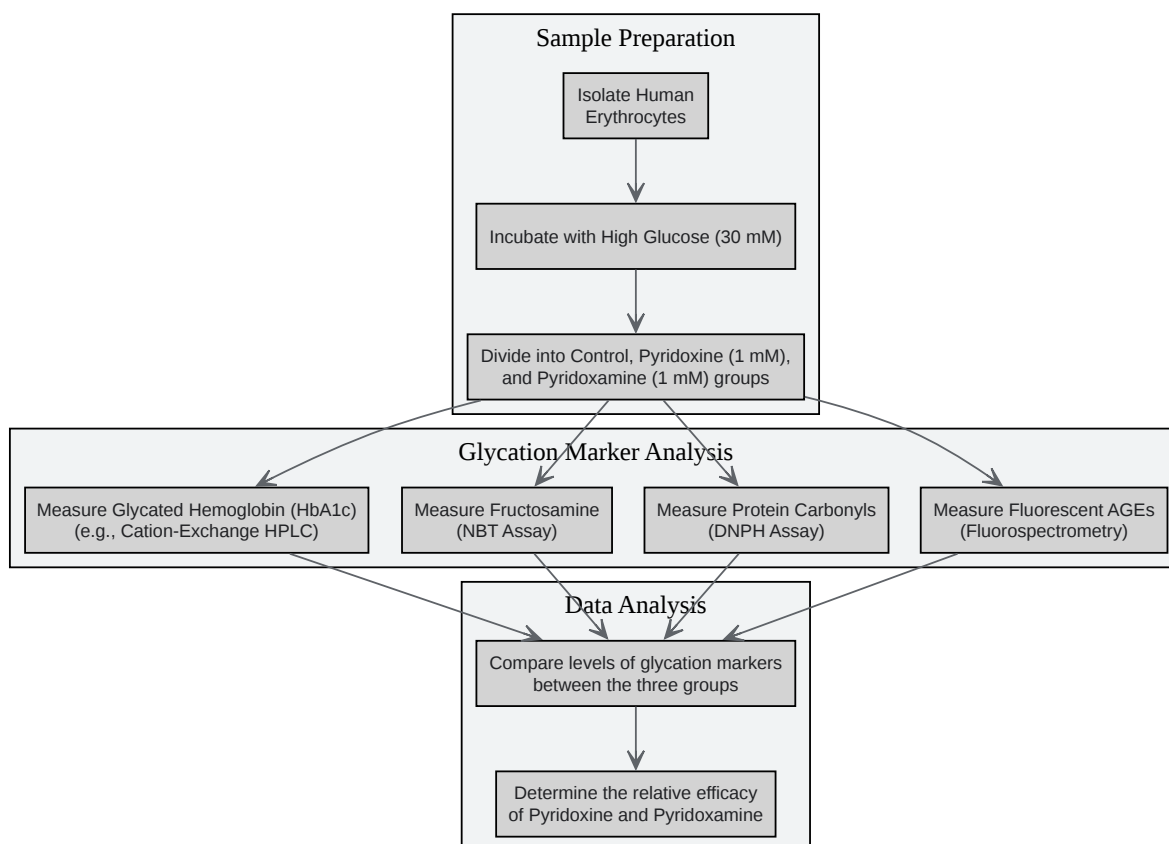 Sample Preparation
Isolate Human
Erythrocytes
Incubate with High Glucose (30 mM)
Divide into Control, Pyridoxine (1 mM),
and Pyridoxamine (1 mM) groups
Glycation Marker Analysis
Measure Glycated Hemoglobin (HbA1c)
(e.g., Cation-Exchange HPLC)
Measure Fructosamine
(NBT Assay)
Measure Protein Carbonyls
(DNPH Assay)
Measure Fluorescent AGEs
(Fluorospectrometry)
Data Analysis
Compare levels of glycation markers
between the three groups
Determine the relative efficacy
of Pyridoxine and Pyridoxamine